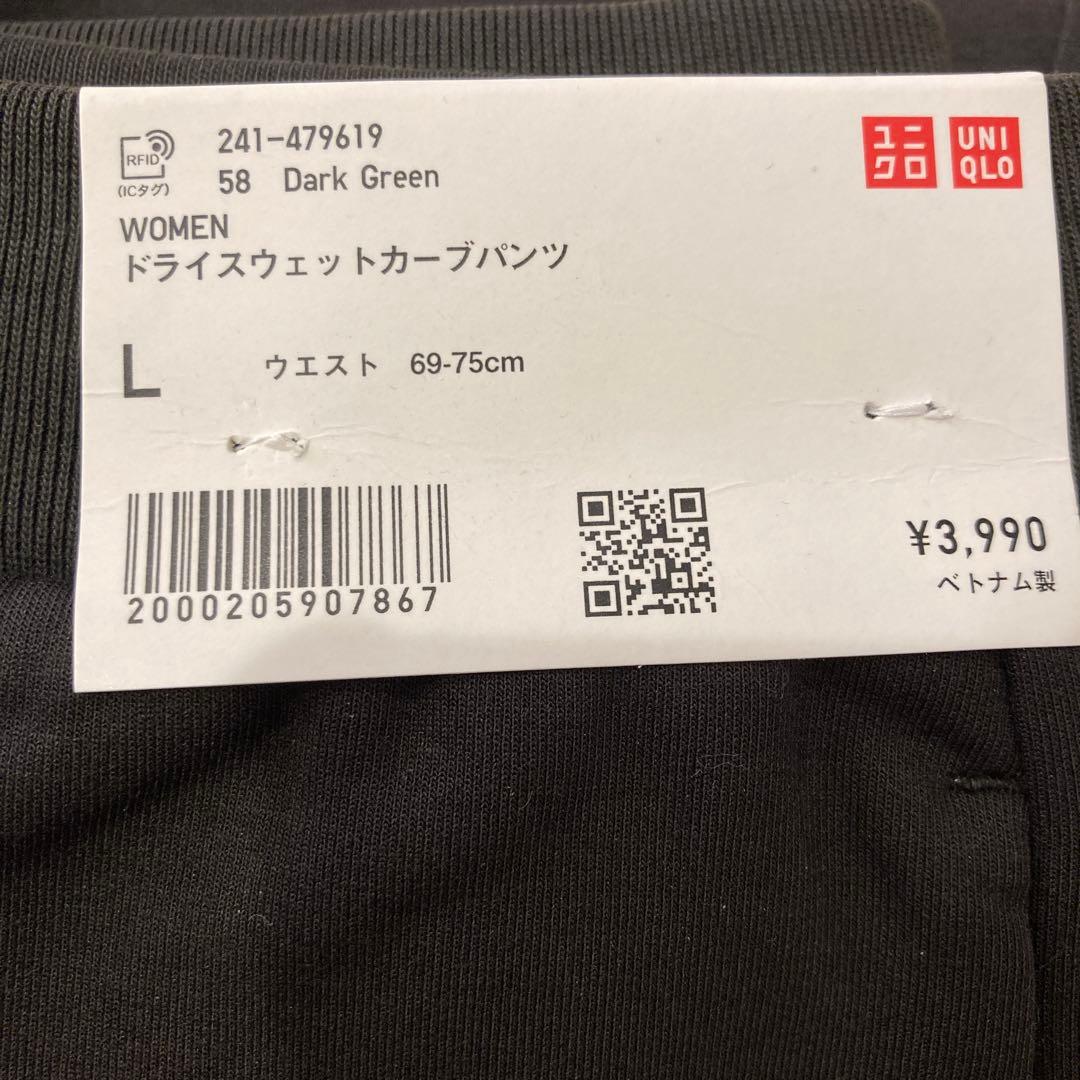 RFID
(ICタグ)
241-479619
58 Dark Green
ユニ
クロ
UNI
QLO
WOMEN
ドライスウェットカーブパンツ
L ウエスト 69-75cm
2000205907867
¥3,990
ベトナム製